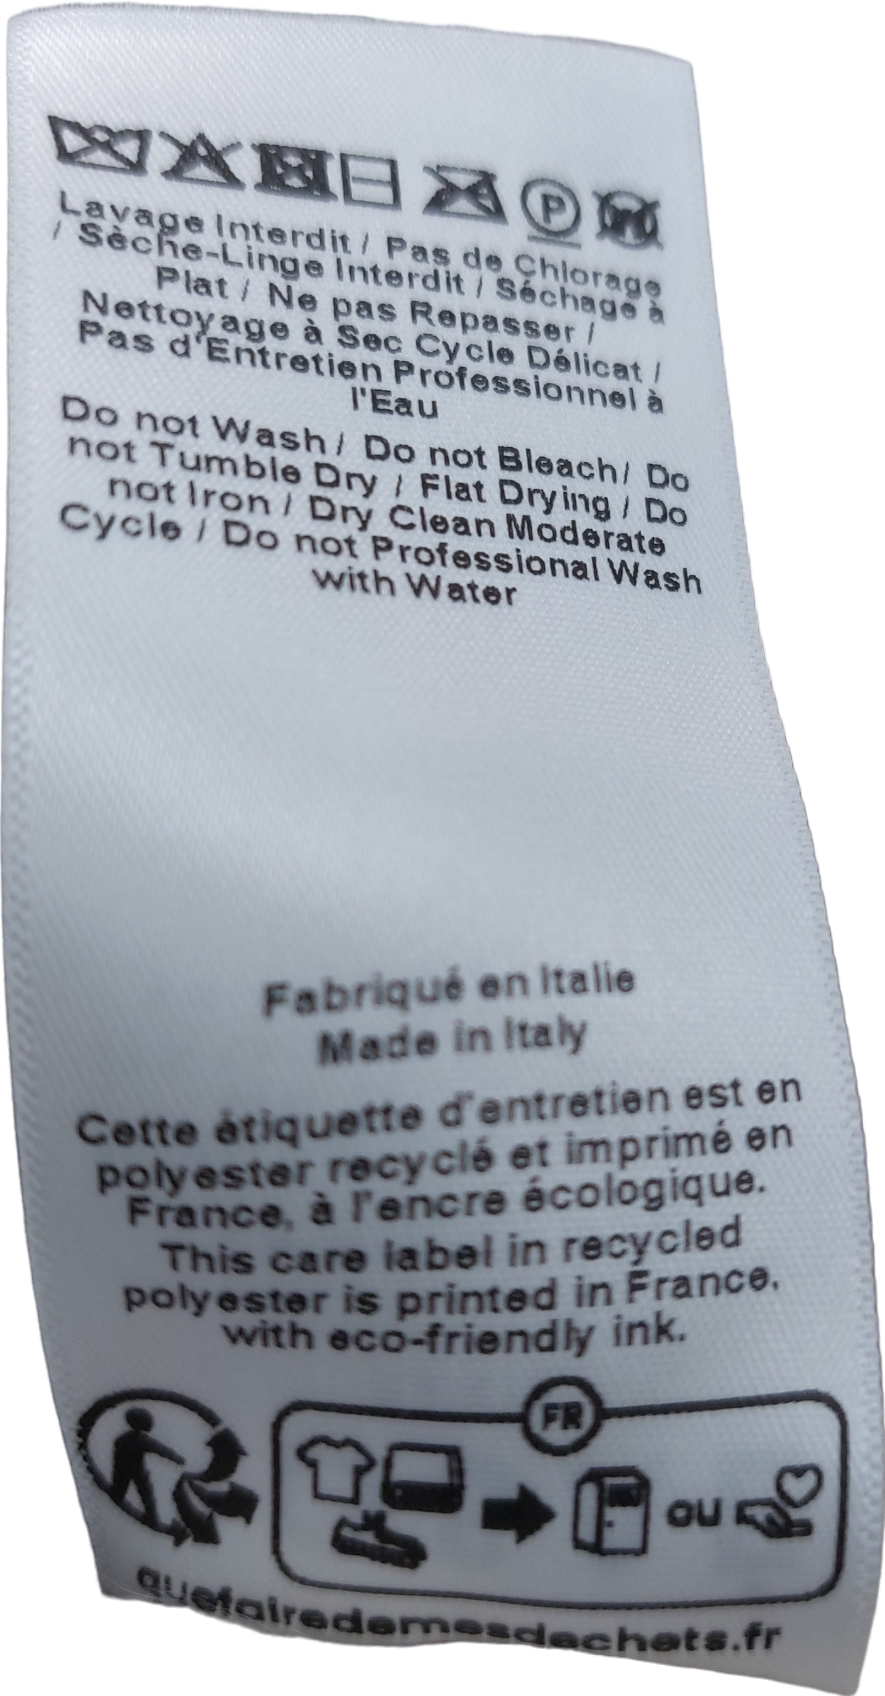 P W
Lavage Interdit / Pas de Chlorage
/ Sèche-Linge Interdit / Séchage à
Plat / Ne pas Repasser /
Nettoyage à Sec Cycle Délicat /
Pas d'Entretien Professionnel à
l'Eau
Do not Wash / Do not Bleach / Do
not Tumble Dry / Flat Drying / Do
not Iron / Dry Clean Moderate
Cycle / Do not Professional Wash
with Water
Fabriqué en Italie
Made in Italy
Cette étiquette d'entretien est en
polyester recyclé et imprimé en
France, à l'encre écologique.
This care label in recycled
polyester is printed in France.
with eco-friendly ink.
FR
OU
quefairedemesdechets.fr